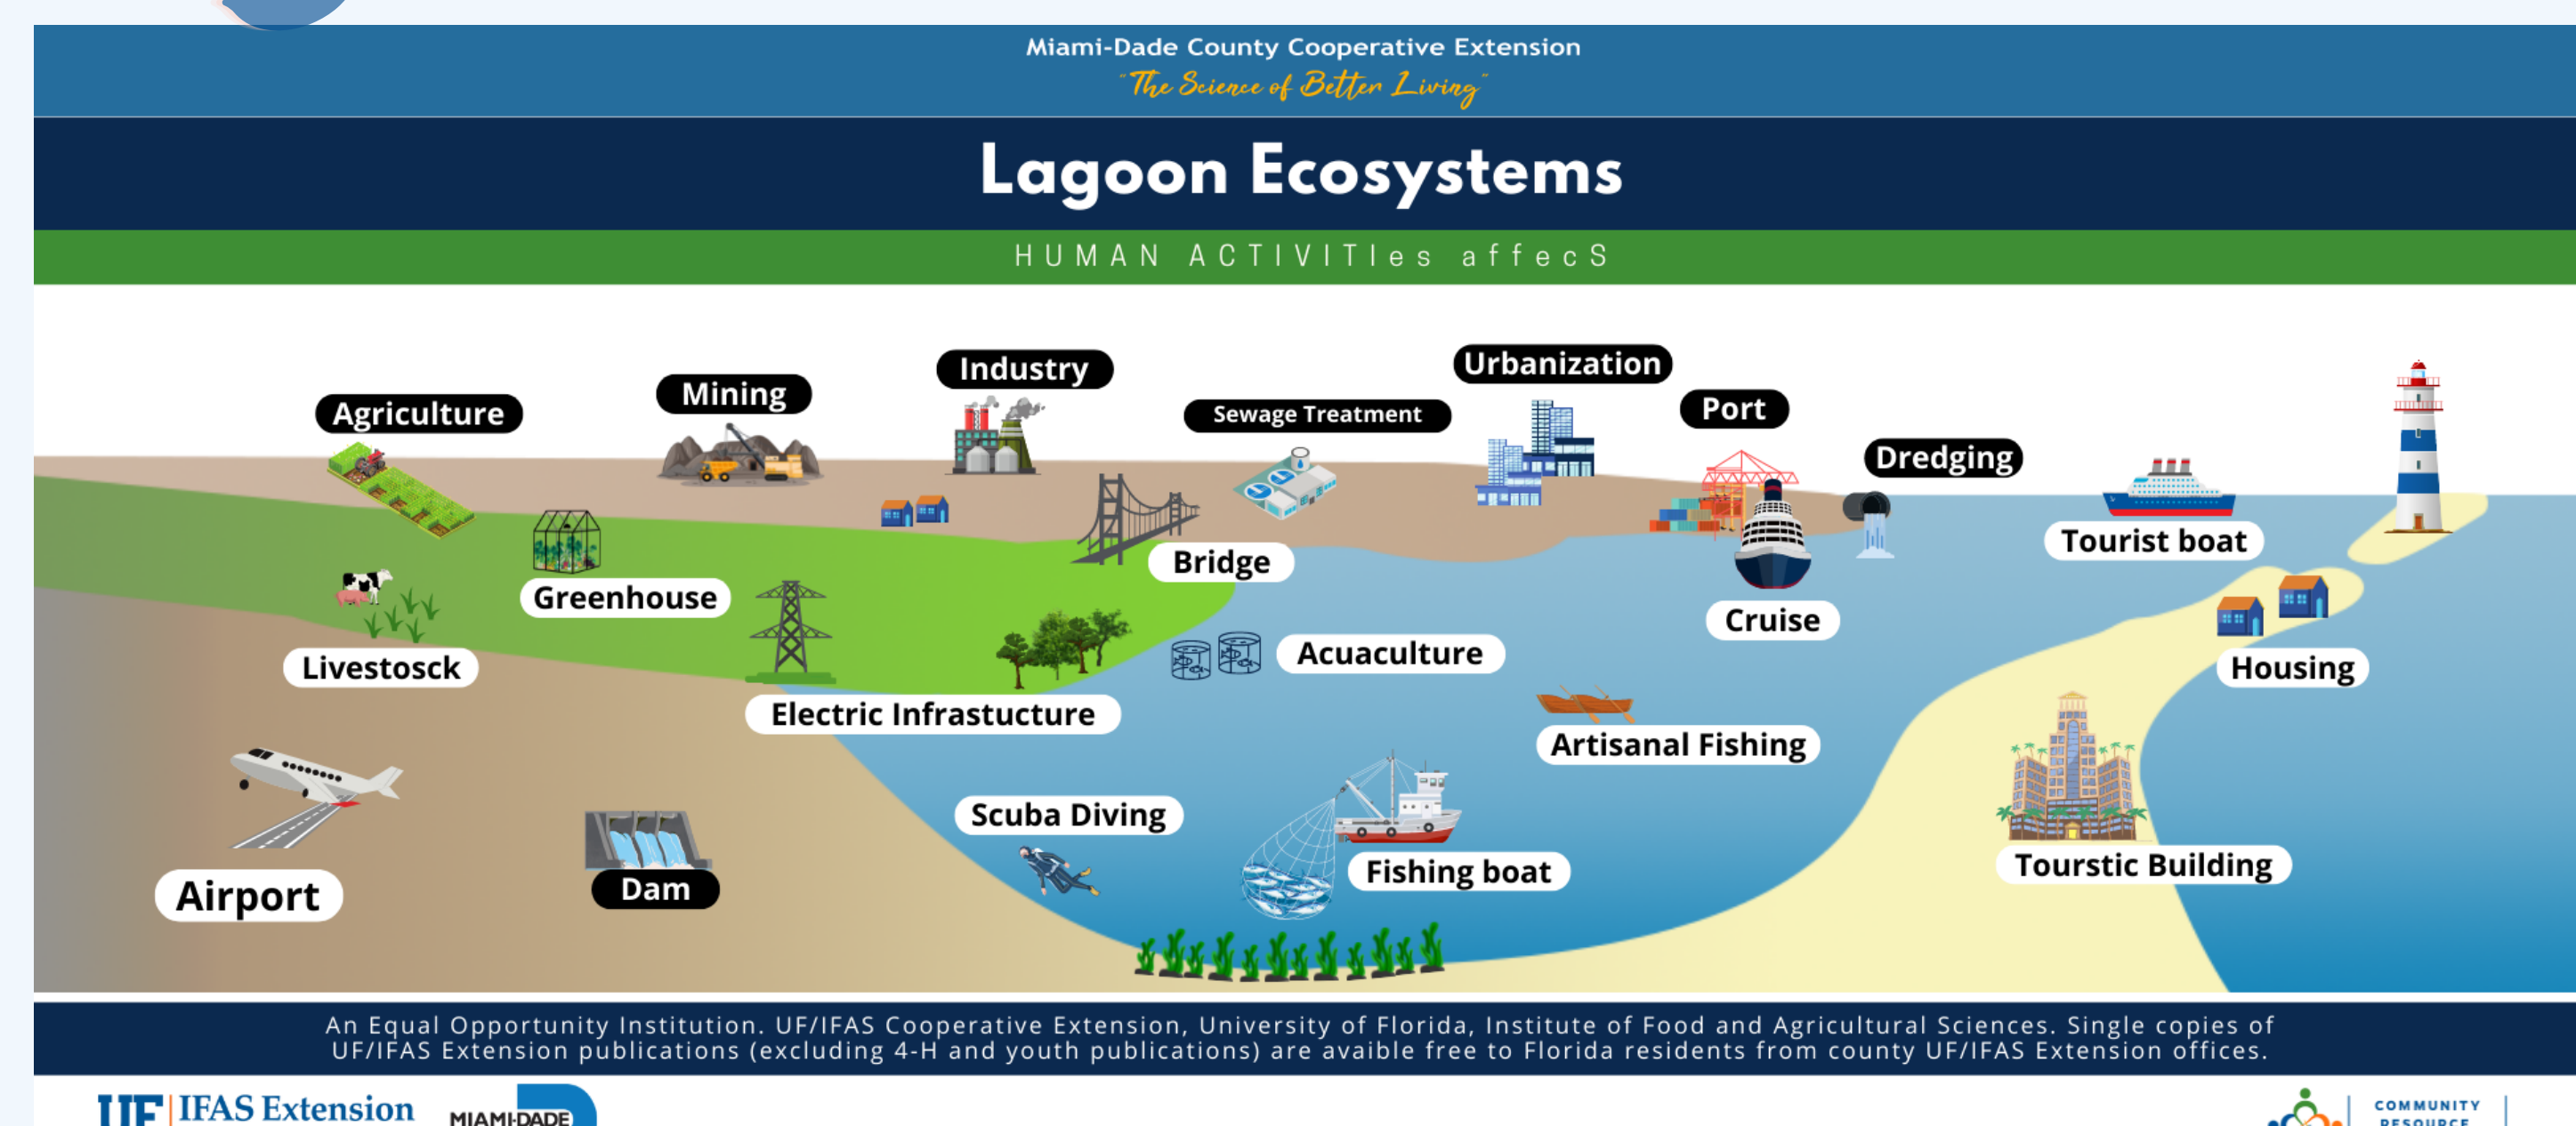 Miami-Dade County Cooperative Extension
"The Science of Better Living"
Lagoon Ecosystems
HUMAN ACTIVITIes affecS
Agriculture
Mining
Industry
Sewage Treatment
Urbanization
Port
Dredging
Tourist boat
Bridge
Greenhouse
Cruise
Livestosck
Acuaculture
Housing
Electric Infrastucture
Artisanal Fishing
Scuba Diving
Fishing boat
Tourstic Building
Airport
Dam
An Equal Opportunity Institution. UF/IFAS Cooperative Extension, University of Florida, Institute of Food and Agricultural Sciences. Single copies of
UF/IFAS Extension publications (excluding 4-H and youth publications) are avaible free to Florida residents from county UF/IFAS Extension offices.
UF IFAS Extension
MIAMI-DADE
COMMUNITY
RESOURCE